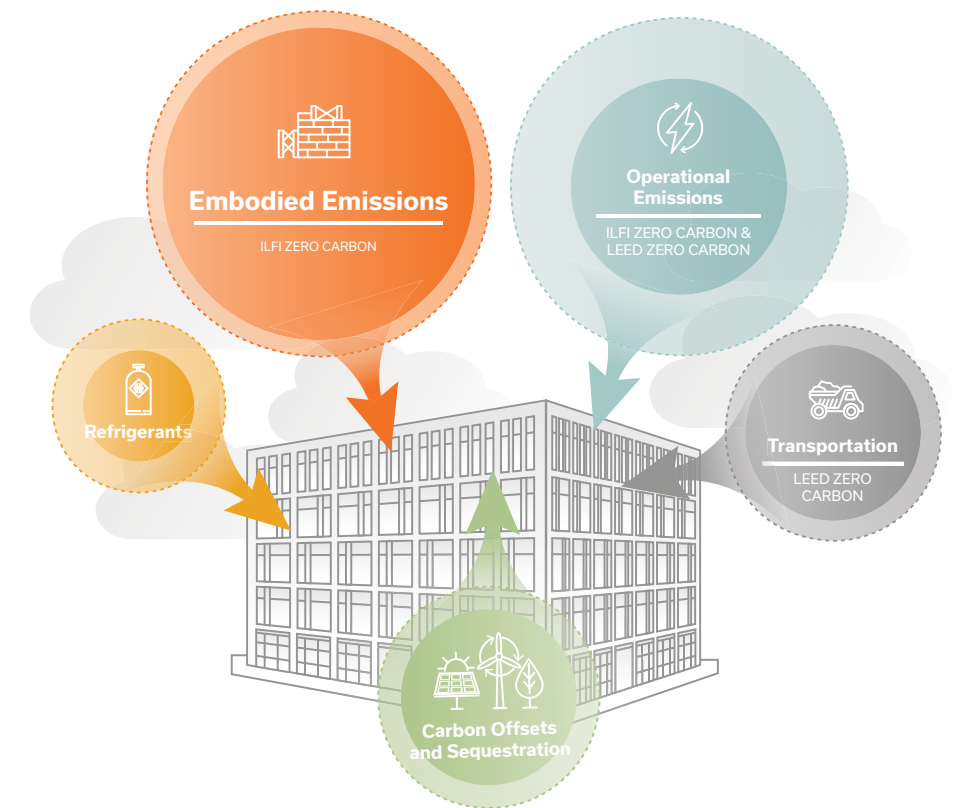 Embodied Emissions
ILFI ZERO CARBON
Operational
Emissions
ILFI ZERO CARBON &
LEED ZERO CARBON
Refrigerants
Transportation
LEED ZERO
CARBON
Carbon Offsets
and Sequestration